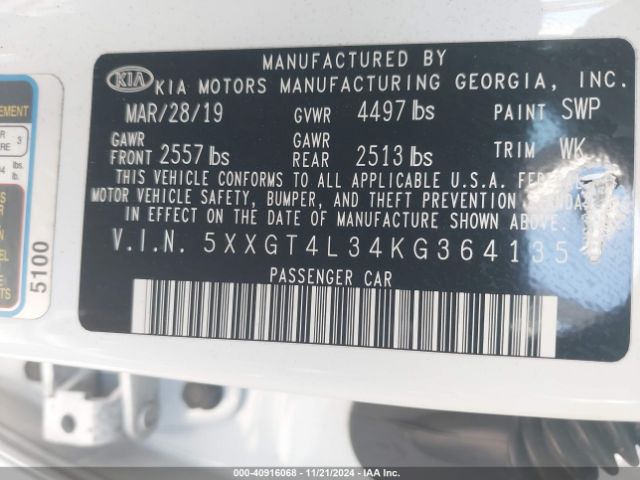 MANUFACTURED BY
KIA KIA MOTORS MANUFACTURING GEORGIA, INC.
MAR/28/19 GVWR 4497 lbs PAINT SWP
GAWR FRONT 2557 lbs GAWR REAR 2513 lbs TRIM WK
THIS VEHICLE CONFORMS TO ALL APPLICABLE U.S.A.
MOTOR VEHICLE SAFETY, BUMPER, AND THEFT PREVENTION
IN EFFECT ON THE DATE OF MANUFACTURE SHOWN ABOVE.
V.I.N. 5XXGT4L34KG364135
PASSENGER CAR
5100
000-40916068 - 11/21/2024 - IAA Inc.